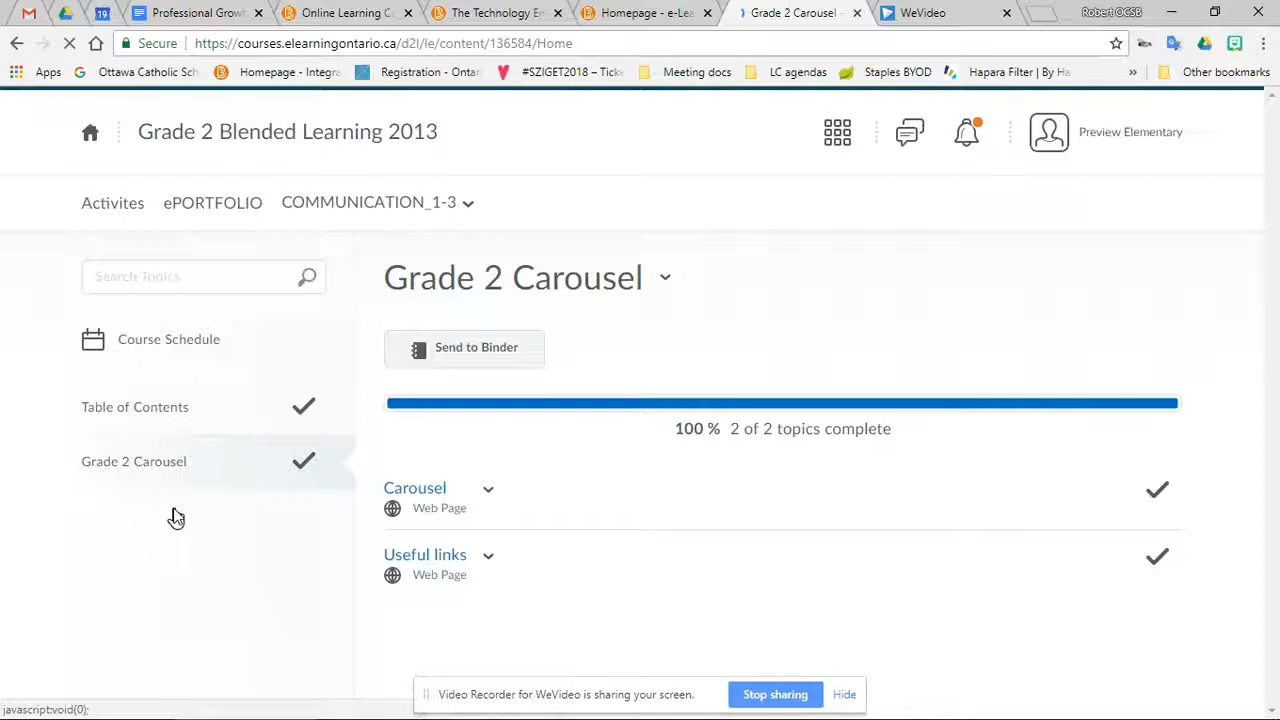 19 Professional Growt Online Learning Co The Technology En Homepage - e-Lea Grade 2 Carousel - WeVideo Robert OCSB
Secure https://courses.elearningontario.ca/d2l/le/content/136584/Home
Apps Ottawa Catholic Sch Homepage - Integra Registration - Ontar #SZIGET2018 – Ticke Meeting docs LC agendas Staples BYOD Hapara Filter | By Ha » Other bookmarks
Grade 2 Blended Learning 2013
Preview Elementary
Activites ePORTFOLIO COMMUNICATION_1-3
Search Topics
Grade 2 Carousel
Course Schedule
Send to Binder
Table of Contents
100 % 2 of 2 topics complete
Grade 2 Carousel
Carousel
Web Page
Useful links
Web Page
Video Recorder for WeVideo is sharing your screen. Stop sharing Hide
javascript:void(0);